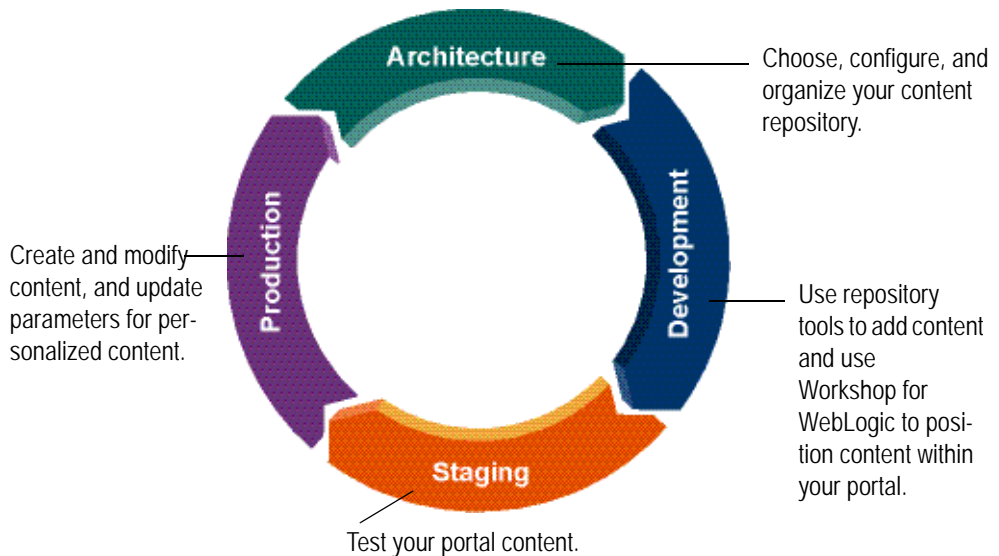 Architecture
Choose, configure, and
organize your content
repository.
Development
Use repository
tools to add content
and use
Workshop for
WebLogic to posi-
tion content within
your portal.
Staging
Test your portal content.
Production
Create and modify
content, and update
parameters for per-
sonalized content.